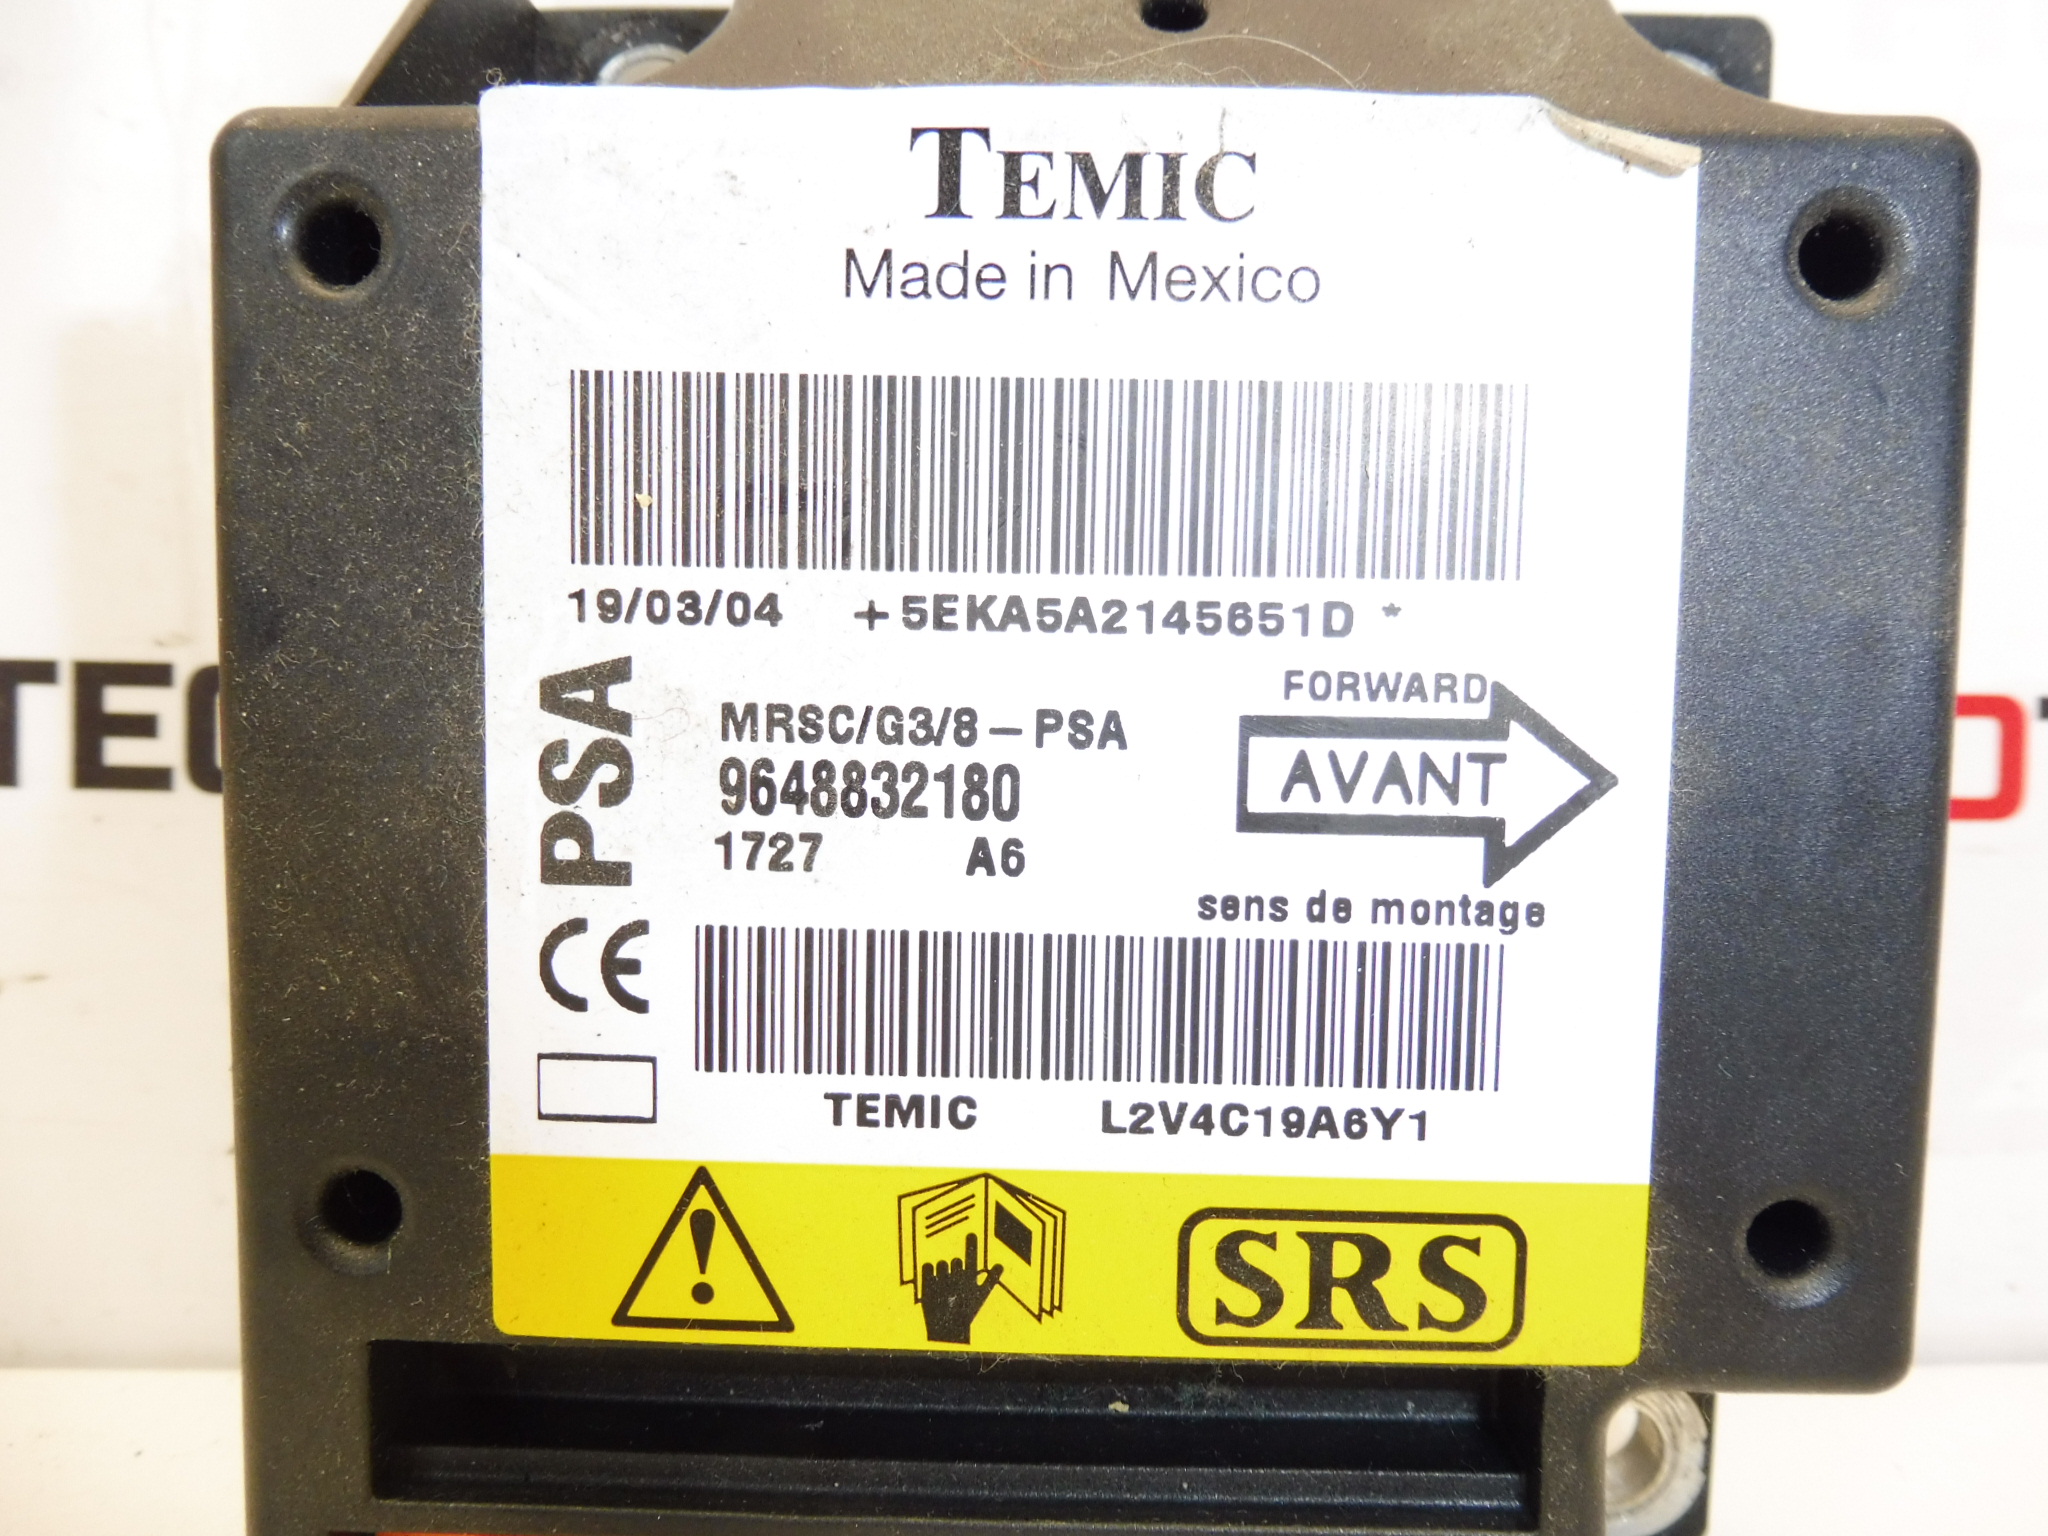 TEMIC
Made in Mexico
19/03/04 +5EKA5A2145651D *
PSA
MRSC/G3/8-PSA
9648832180
1727 A6
FORWARD
AVANT
sens de montage
CE
TEMIC L2V4C19A6Y1
!
SRS